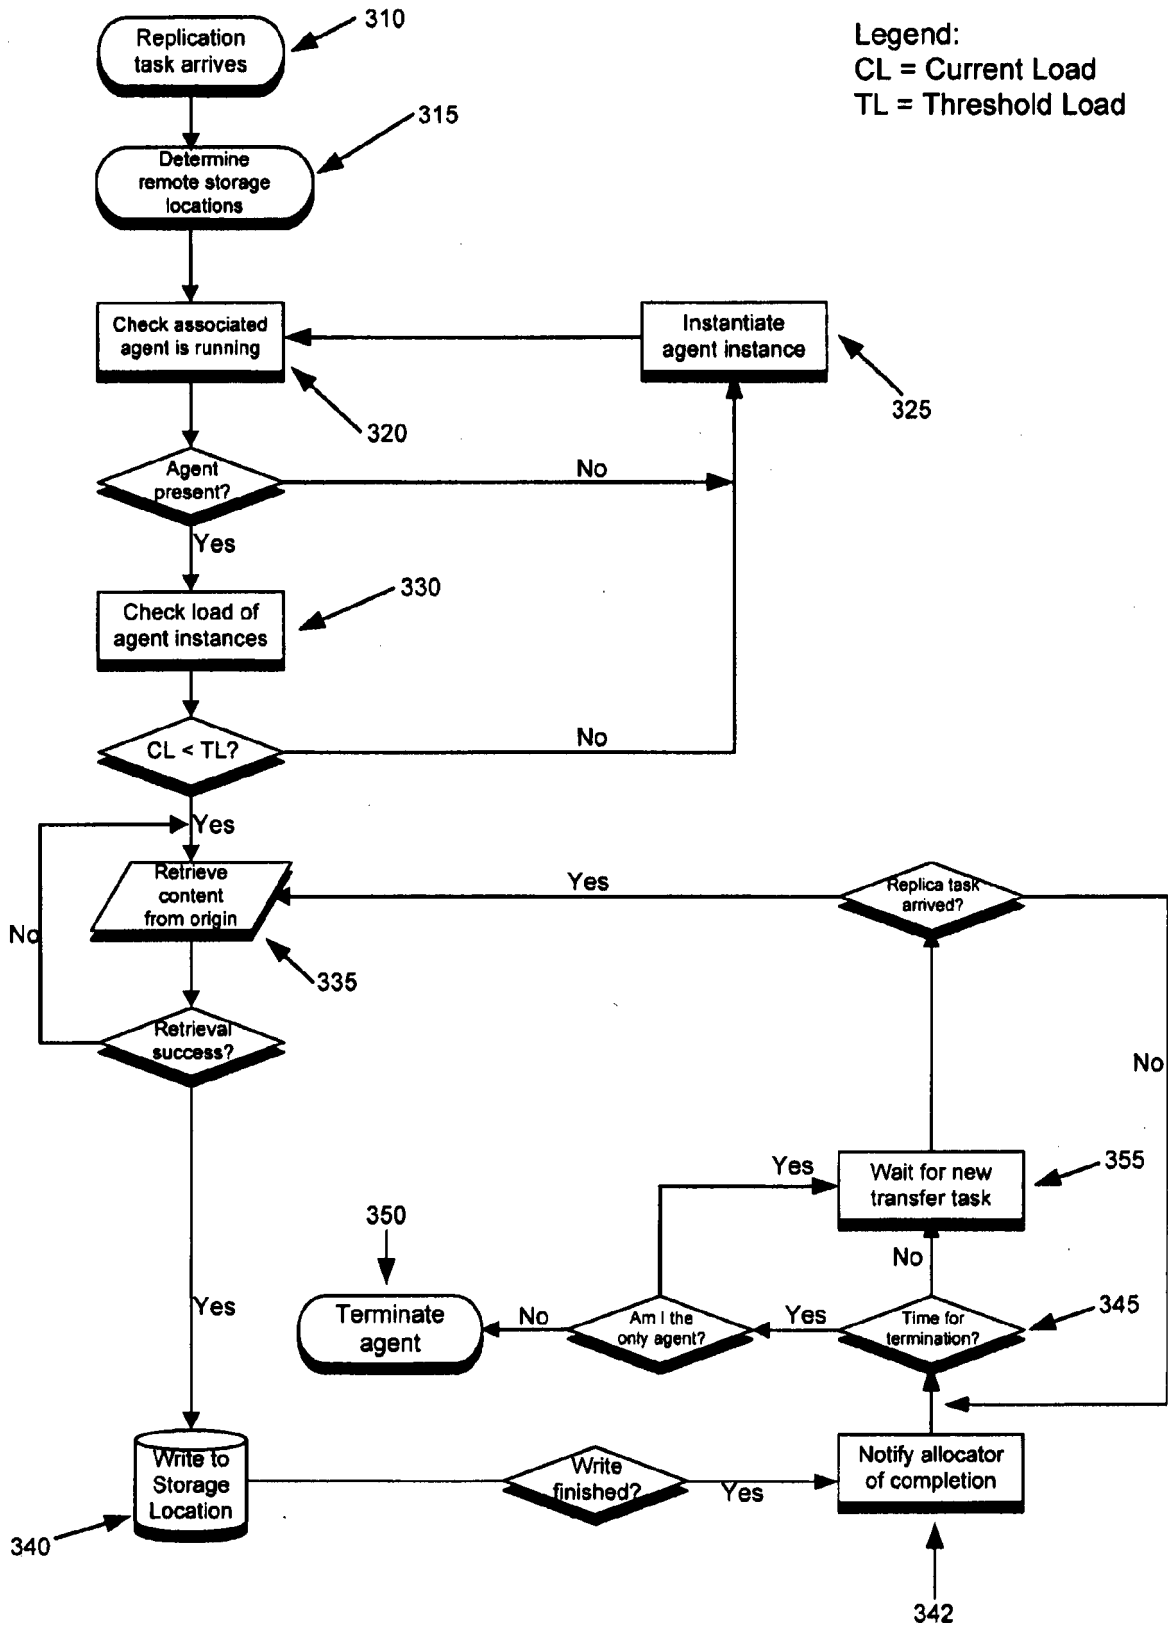 Replication
task arrives
310
Legend:
CL = Current Load
TL = Threshold Load
Determine
remote storage
locations
315
Check associated
agent is running
320
Instantiate
agent instance
325
Agent
present?
No
Yes
Check load of
agent instances
330
CL < TL?
No
Yes
Retrieve
content
from origin
335
Yes
Replica task
arrived?
No
Retrieval
success?
No
Yes
Wait for new
transfer task
355
Yes
350
No
Terminate
agent
No
Am I the
only agent?
Yes
Time for
termination?
345
Yes
Write to
Storage
Location
340
Write
finished?
Yes
Notify allocator
of completion
342